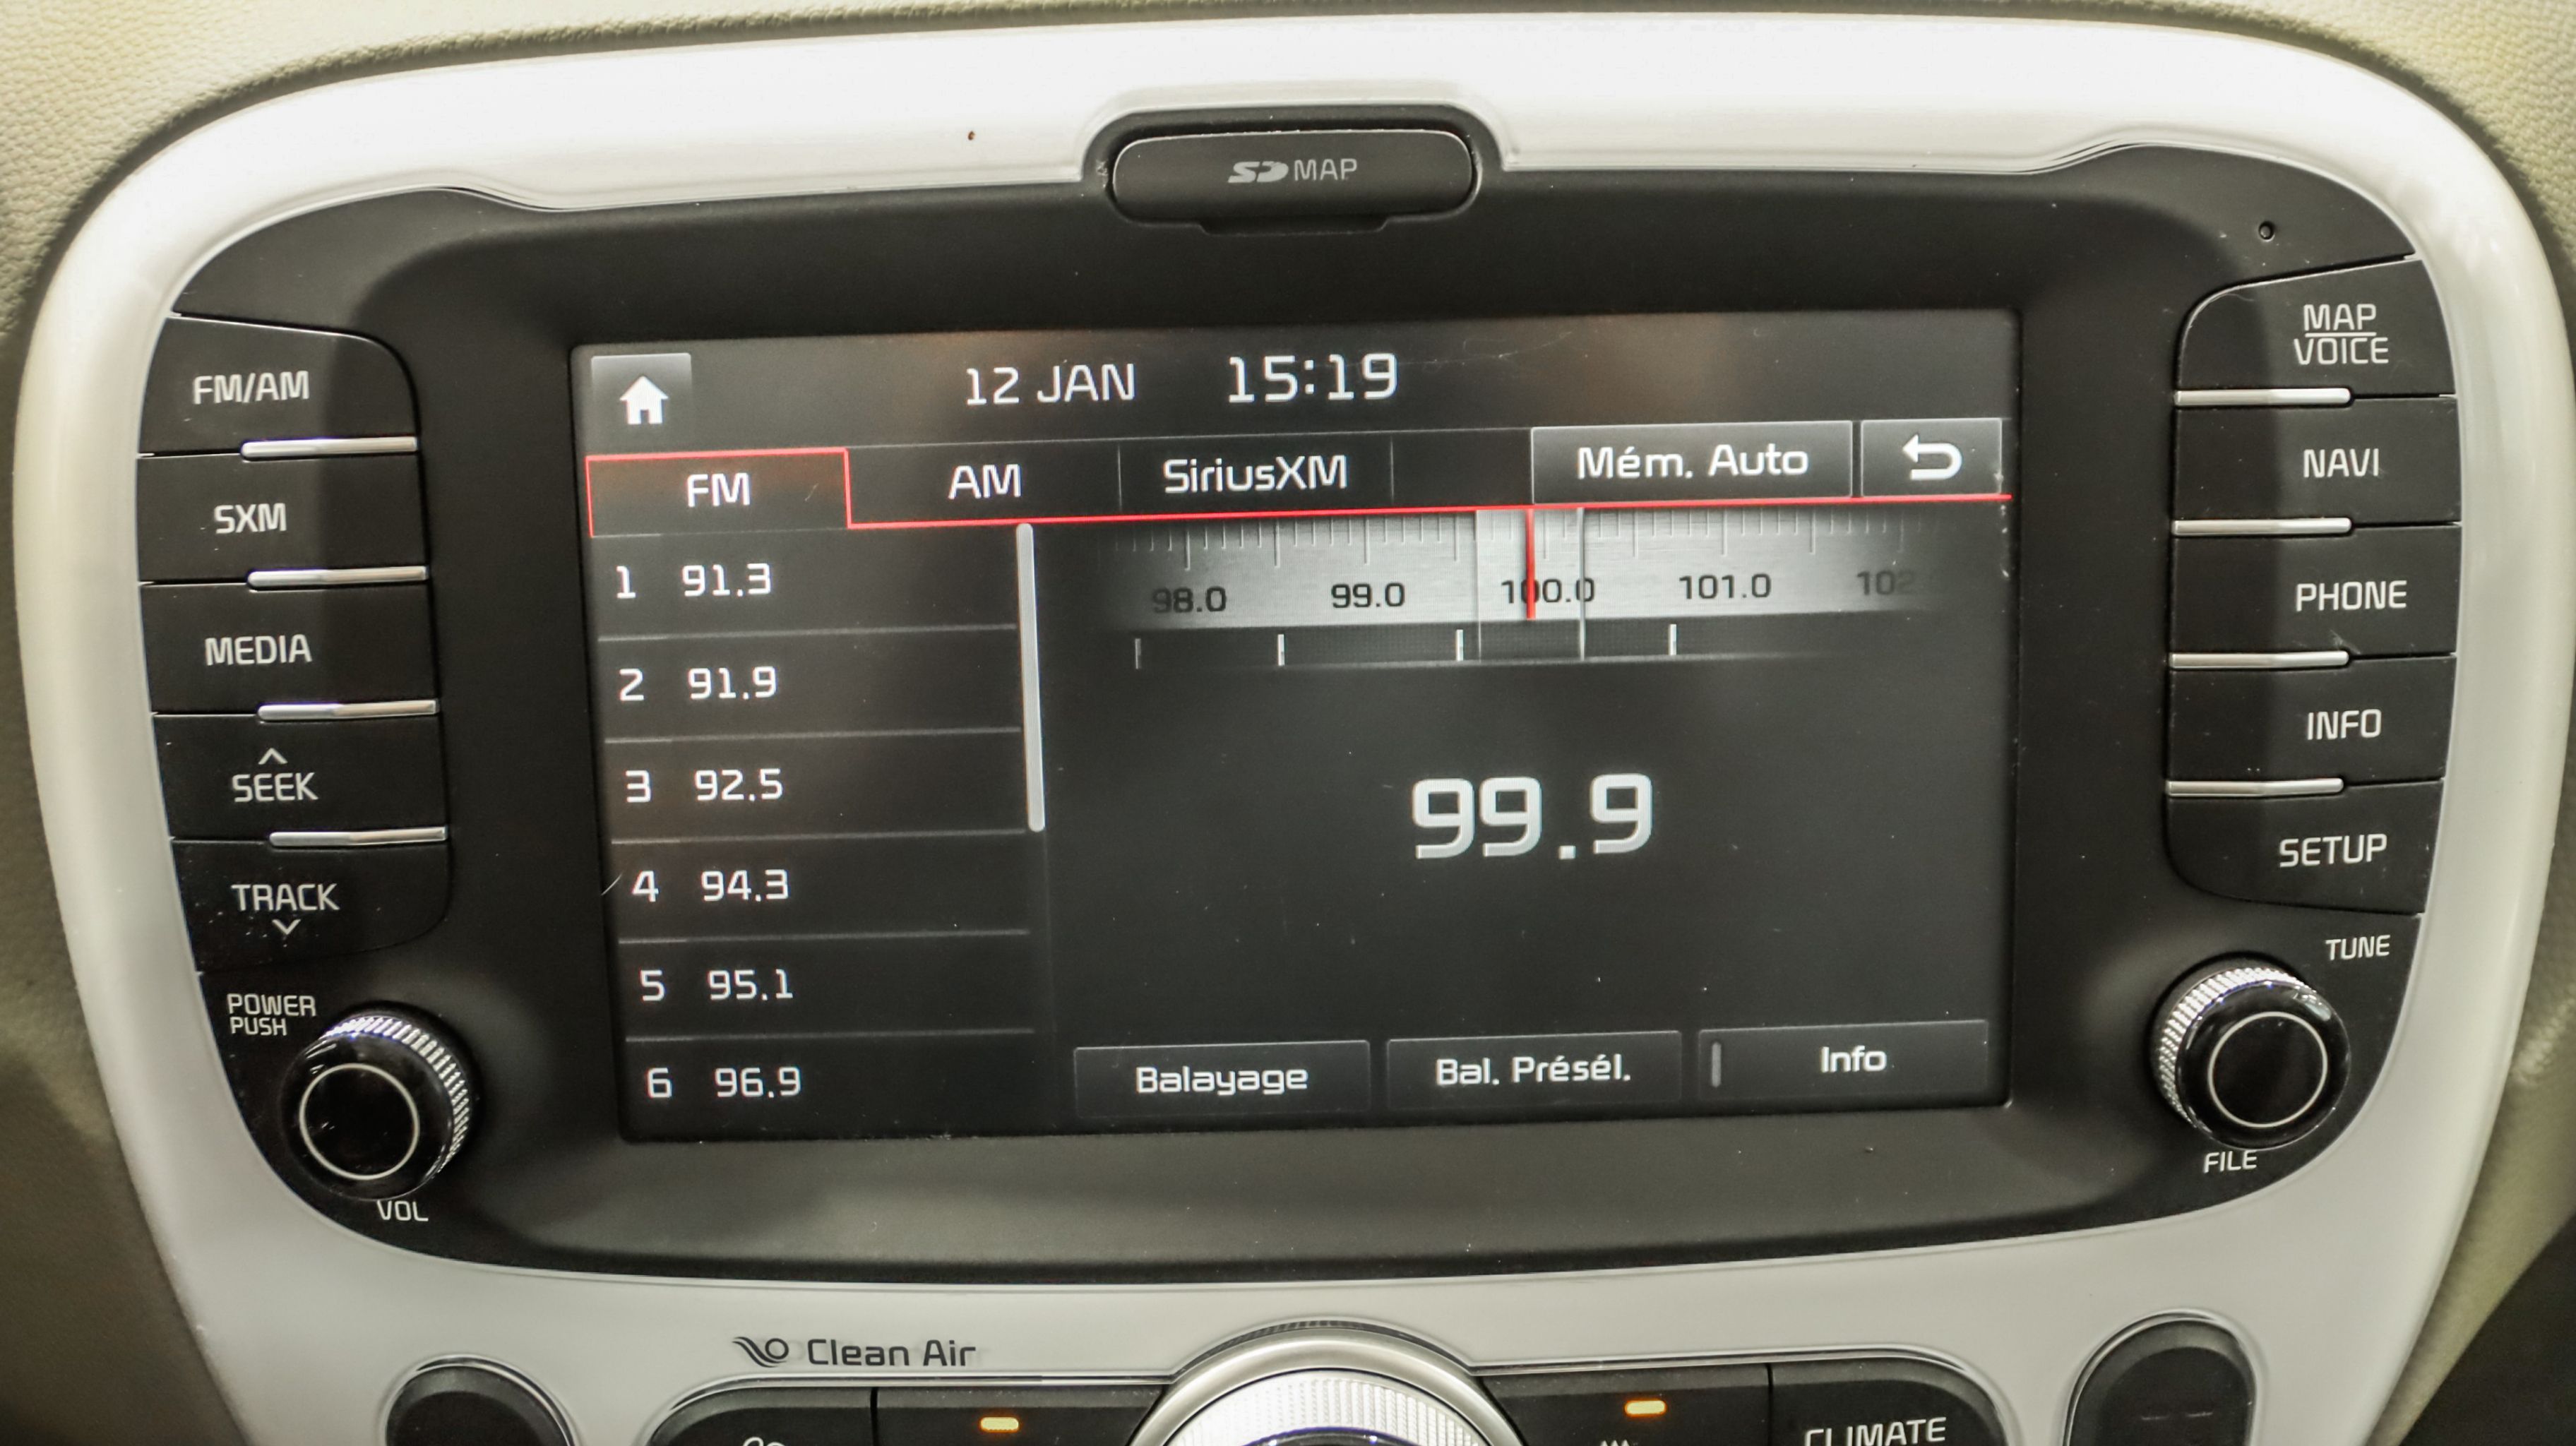 SD MAP
FM/AM
SXM
MEDIA
SEEK
TRACK
POWER
PUSH
VOL
12 JAN 15:19
FM AM SiriusXM Mém. Auto
1 91.3
2 91.9
3 92.5
4 94.3
5 95.1
6 96.9
98.0 99.0 100.0 101.0 102
99.9
Balayage Bal. Présél. Info
MAP
VOICE
NAVI
PHONE
INFO
SETUP
TUNE
FILE
Clean Air
CLIMATE